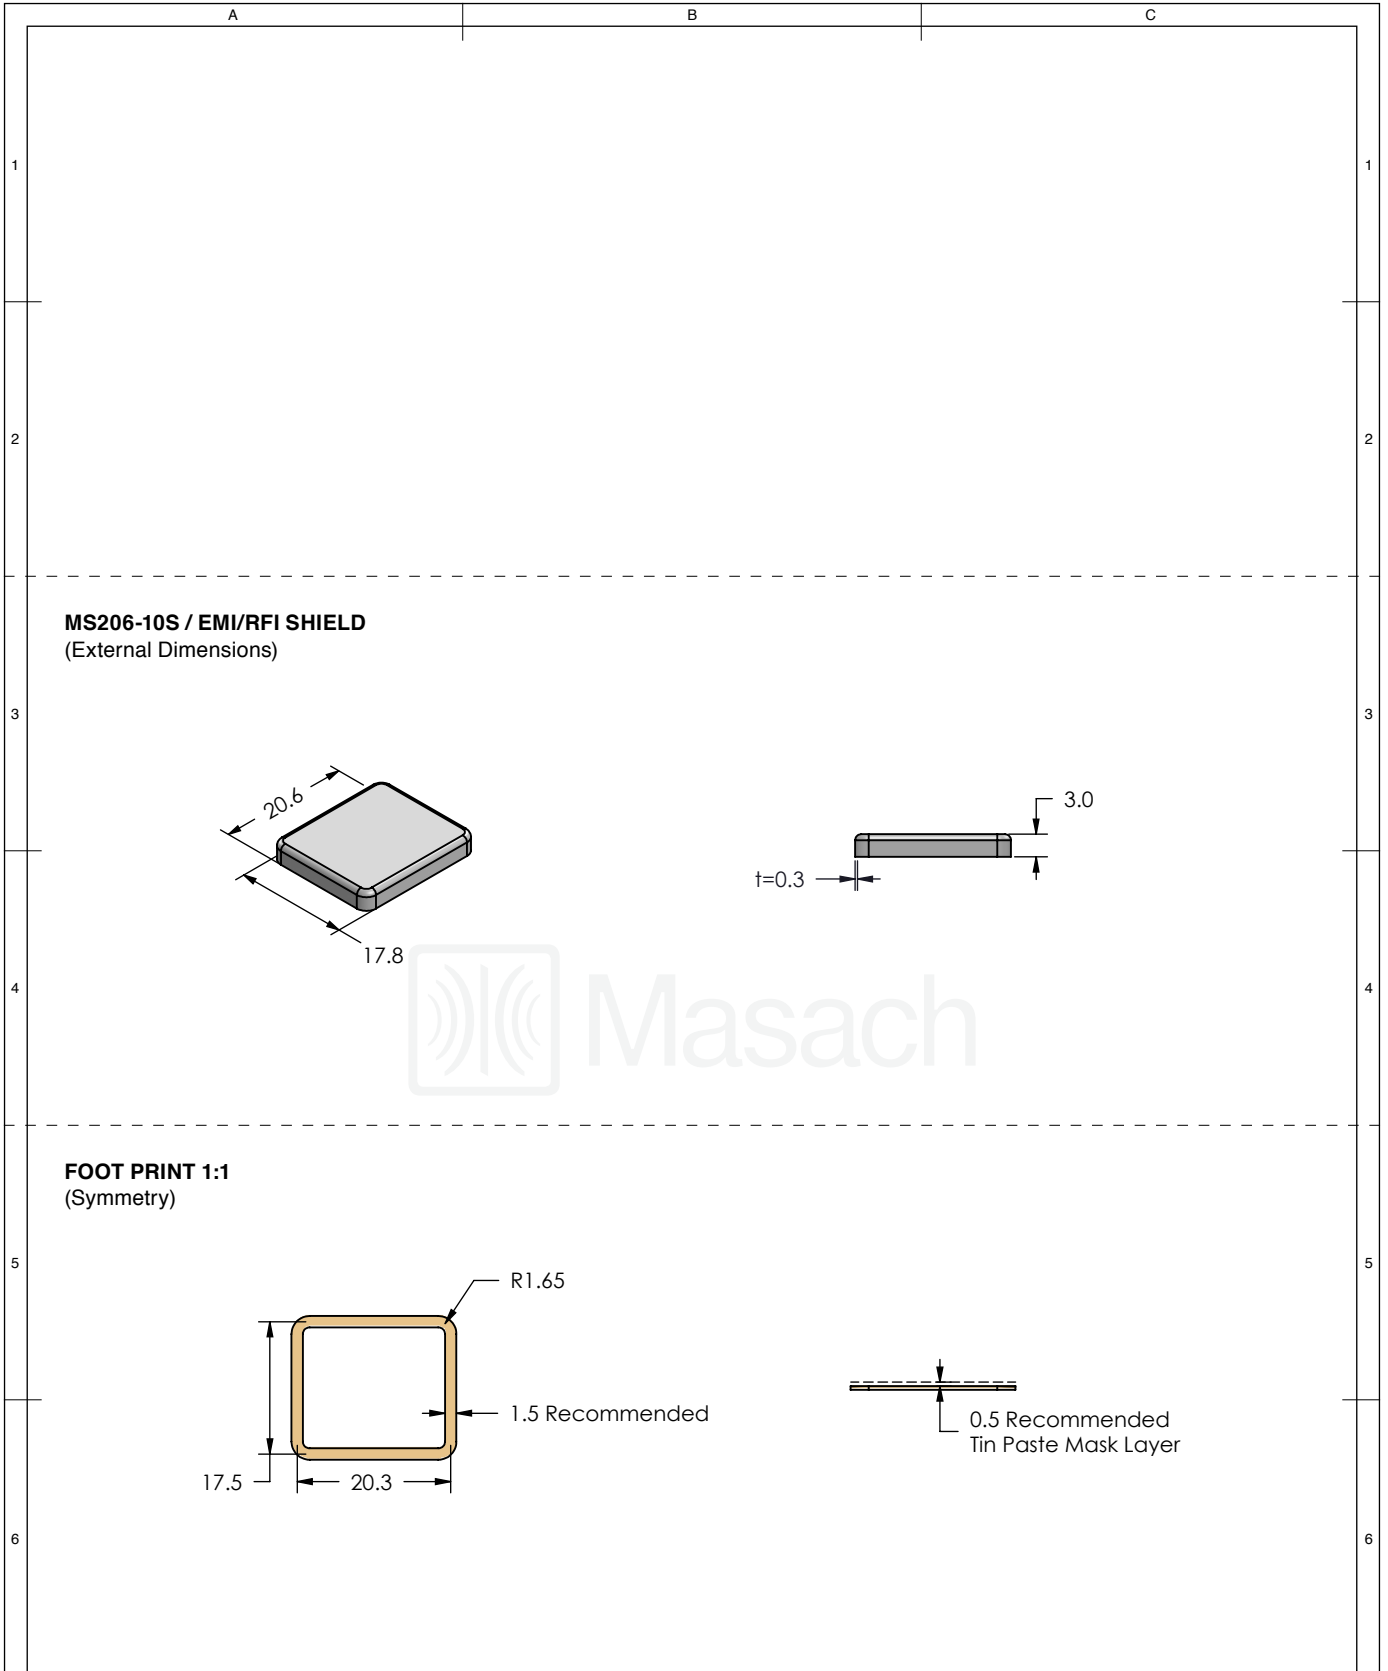 A
B
C
1
1
2
2
MS206-10S / EMI/RFI SHIELD
(External Dimensions)
3
3
20.6
17.8
3.0
t=0.3
Masach
4
4
FOOT PRINT 1:1
(Symmetry)
5
5
R1.65
1.5 Recommended
17.5
20.3
0.5 Recommended
Tin Paste Mask Layer
6
6